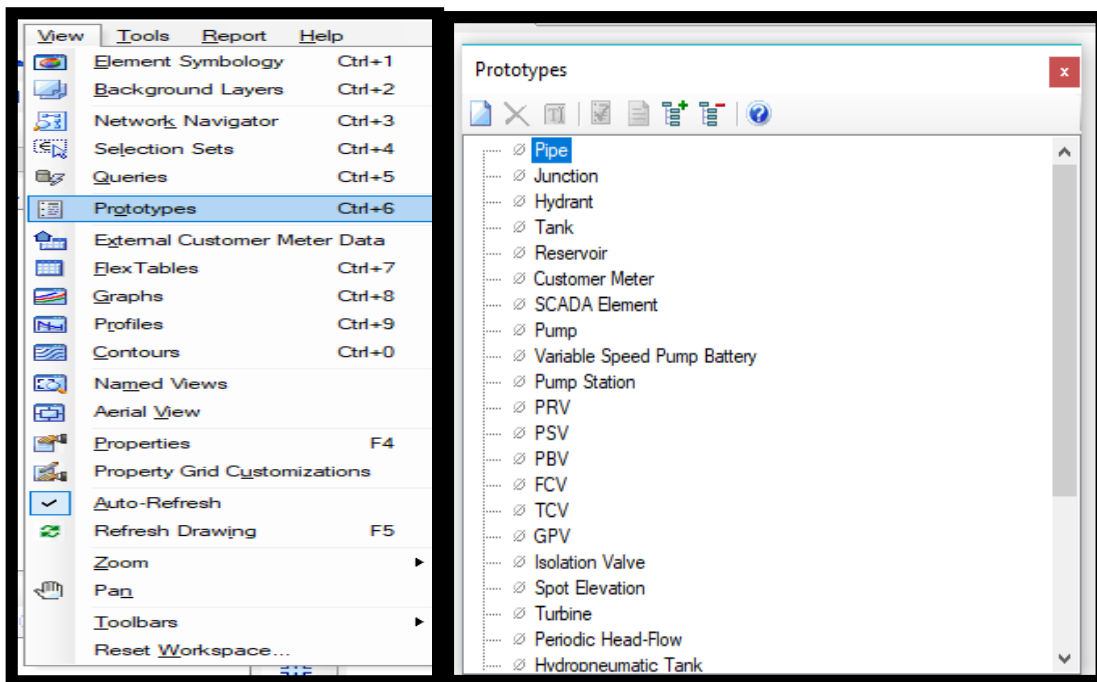 View Tools Report Help
Element Symbology Ctrl+1
Background Layers Ctrl+2
Network Navigator Ctrl+3
Selection Sets Ctrl+4
Queries Ctrl+5
Prototypes Ctrl+6
External Customer Meter Data
FlexTables Ctrl+7
Graphs Ctrl+8
Profiles Ctrl+9
Contours Ctrl+0
Named Views
Aerial View
Properties F4
Property Grid Customizations
Auto-Refresh
Refresh Drawing F5
Zoom
Pan
Toolbars
Reset Workspace...
Prototypes
Pipe
Junction
Hydrant
Tank
Reservoir
Customer Meter
SCADA Element
Pump
Variable Speed Pump Battery
Pump Station
PRV
PSV
PBV
FCV
TCV
GPV
Isolation Valve
Spot Elevation
Turbine
Periodic Head-Flow
Hydropneumatic Tank